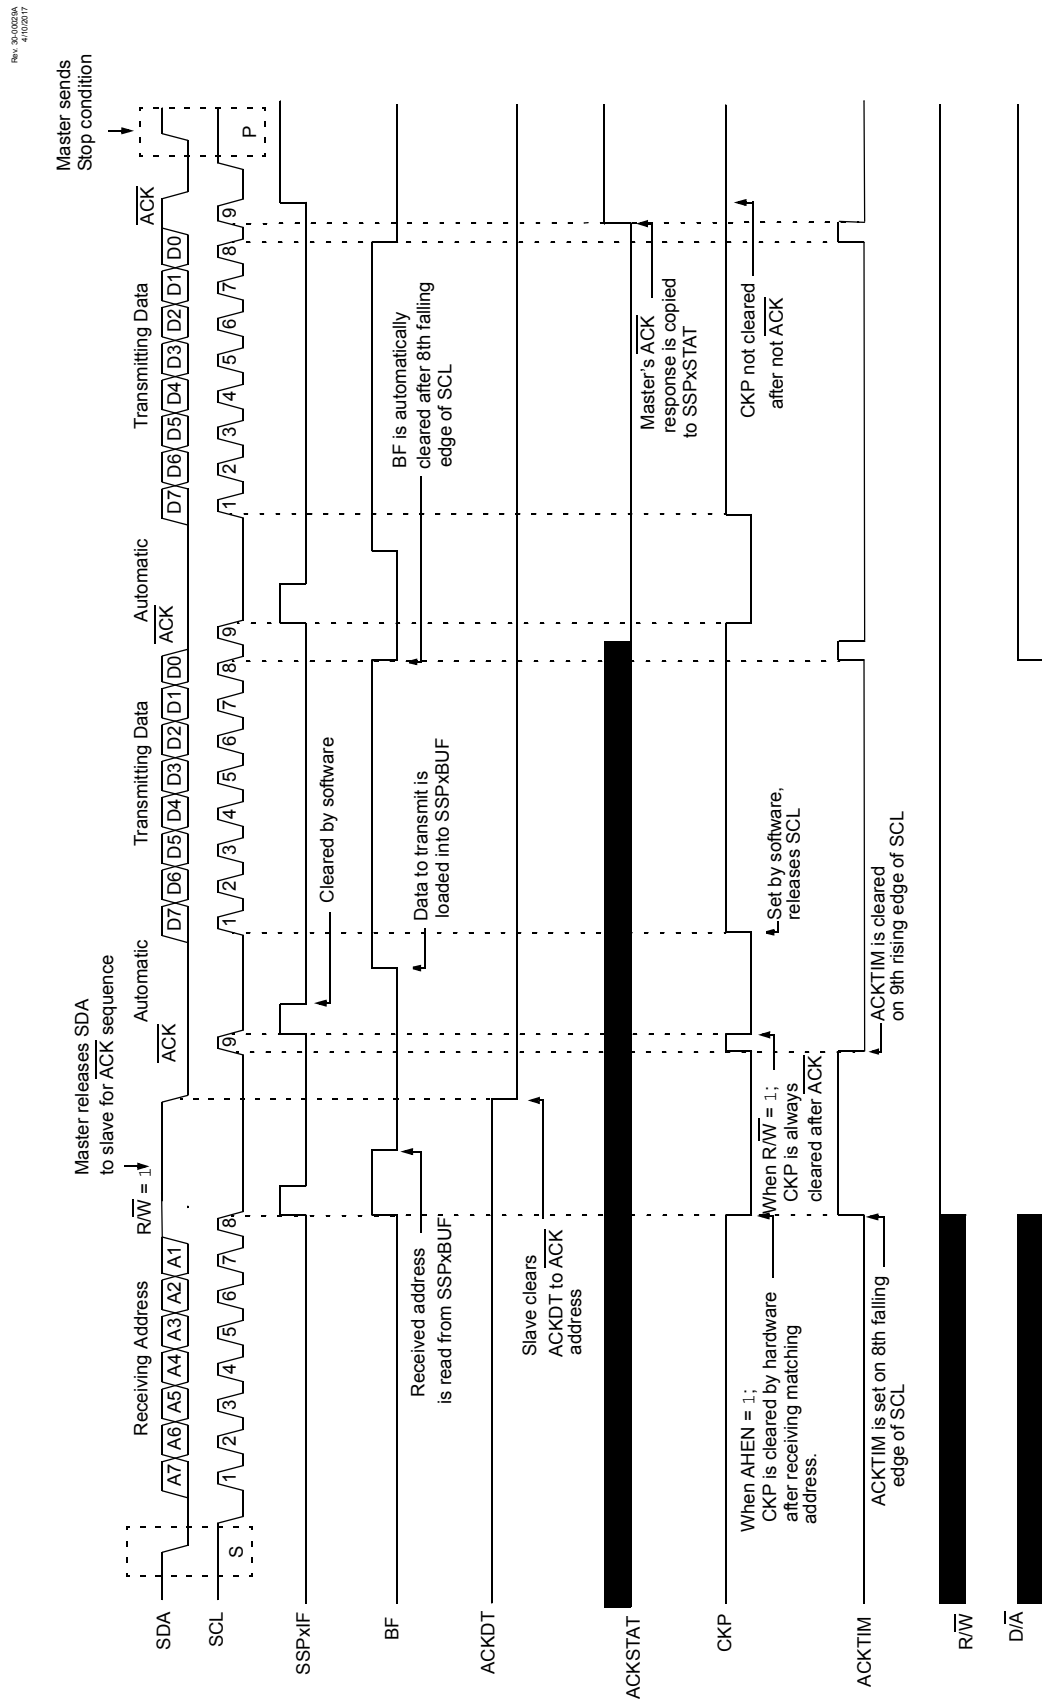 Rev. 30-00029A
4/10/2017
Master releases SDA
to slave for ACK sequence
Master sends
Stop condition
Receiving Address
R/W = 1
ACK
Automatic
Transmitting Data
ACK
Automatic
Transmitting Data
ACK
SDA
A7 A6 A5 A4 A3 A2 A1
D7 D6 D5 D4 D3 D2 D1 D0
D7 D6 D5 D4 D3 D2 D1 D0
SCL
S
1 2 3 4 5 6 7 8 9
1 2 3 4 5 6 7 8 9
1 2 3 4 5 6 7 8 9
P
SSPxIF
Cleared by software
BF
Received address
is read from SSPxBUF
Data to transmit is
loaded into SSPxBUF
BF is automatically
cleared after 8th falling
edge of SCL
ACKDT
Slave clears
ACKDT to ACK
address
ACKSTAT
Master's ACK
response is copied
to SSPxSTAT
CKP
When AHEN = 1;
CKP is cleared by hardware
after receiving matching
address.
When R/W = 1;
CKP is always
cleared after ACK
Set by software,
releases SCL
CKP not cleared
after not ACK
ACKTIM
ACKTIM is set on 8th falling
edge of SCL
ACKTIM is cleared
on 9th rising edge of SCL
R/W
D/A